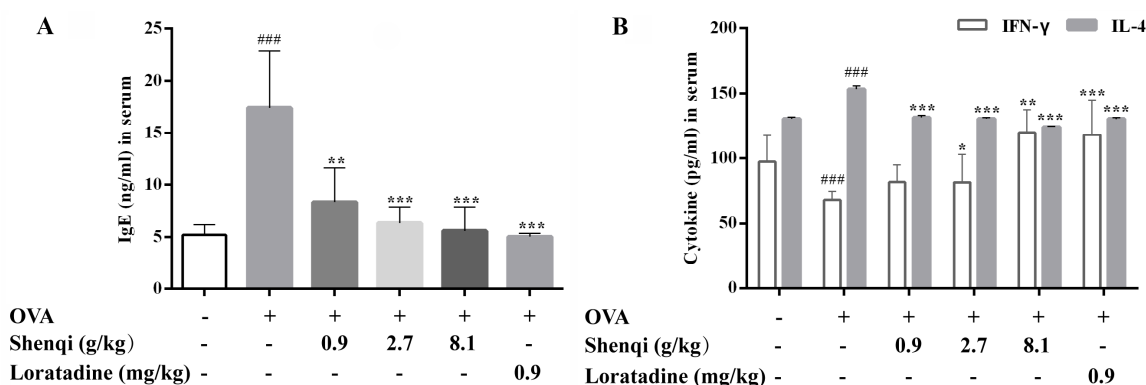 A
IgE (ng/ml) in serum
25
20
15
10
5
0
###
**
***
***
***
OVA - + + + + +
Shenqi (g/kg) - - 0.9 2.7 8.1 -
Loratadine (mg/kg) - - - - - 0.9
B
IFN-γ IL-4
Cytokine (pg/ml) in serum
200
150
100
50
0
###
###
***
*
***
**
***
***
***
OVA - + + + + +
Shenqi (g/kg) - - 0.9 2.7 8.1 -
Loratadine (mg/kg) - - - - - 0.9